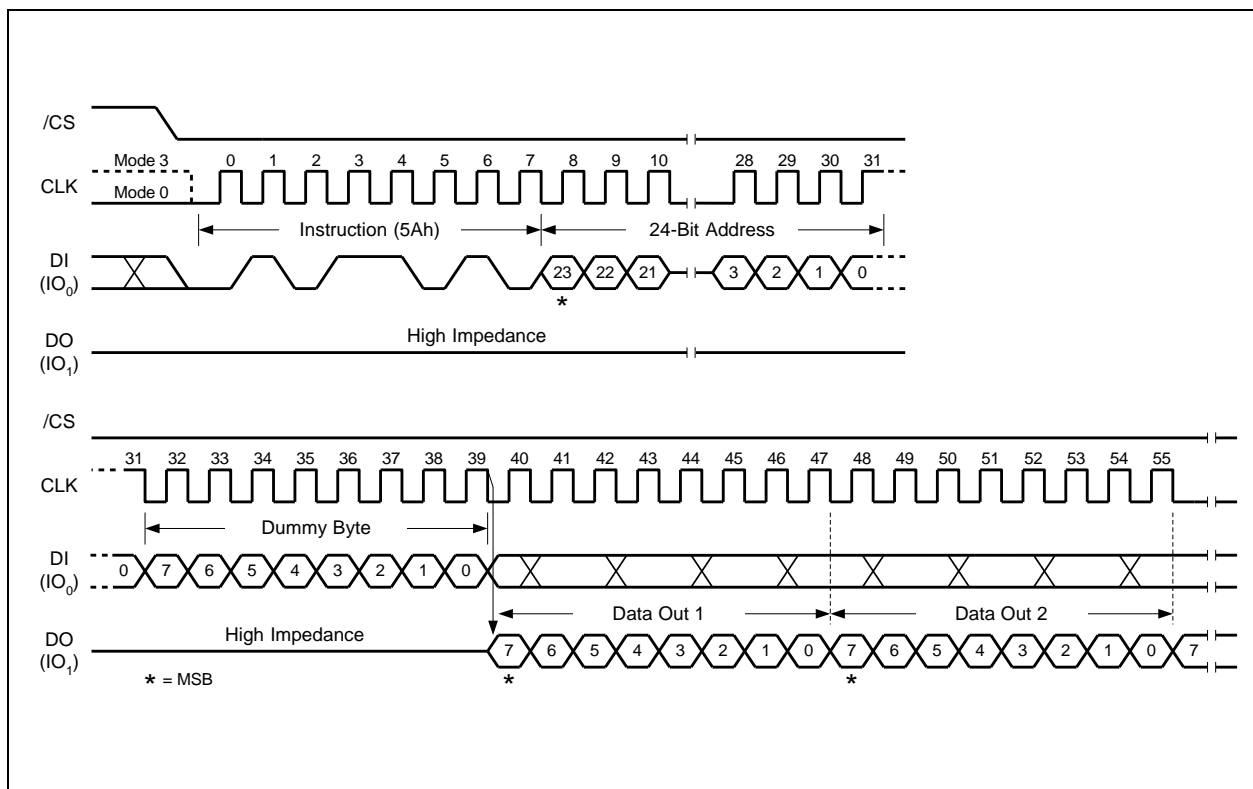 /CS
Mode 3 0 1 2 3 4 5 6 7 8 9 10 28 29 30 31
CLK Mode 0
Instruction (5Ah) 24-Bit Address
DI
(IO0) 23 22 21 3 2 1 0
*
DO High Impedance
(IO1)
/CS
31 32 33 34 35 36 37 38 39 40 41 42 43 44 45 46 47 48 49 50 51 52 53 54 55
CLK
Dummy Byte
DI
(IO0) 0 7 6 5 4 3 2 1 0
Data Out 1 Data Out 2
DO High Impedance
(IO1) 7 6 5 4 3 2 1 0 7 6 5 4 3 2 1 0 7
* = MSB * *